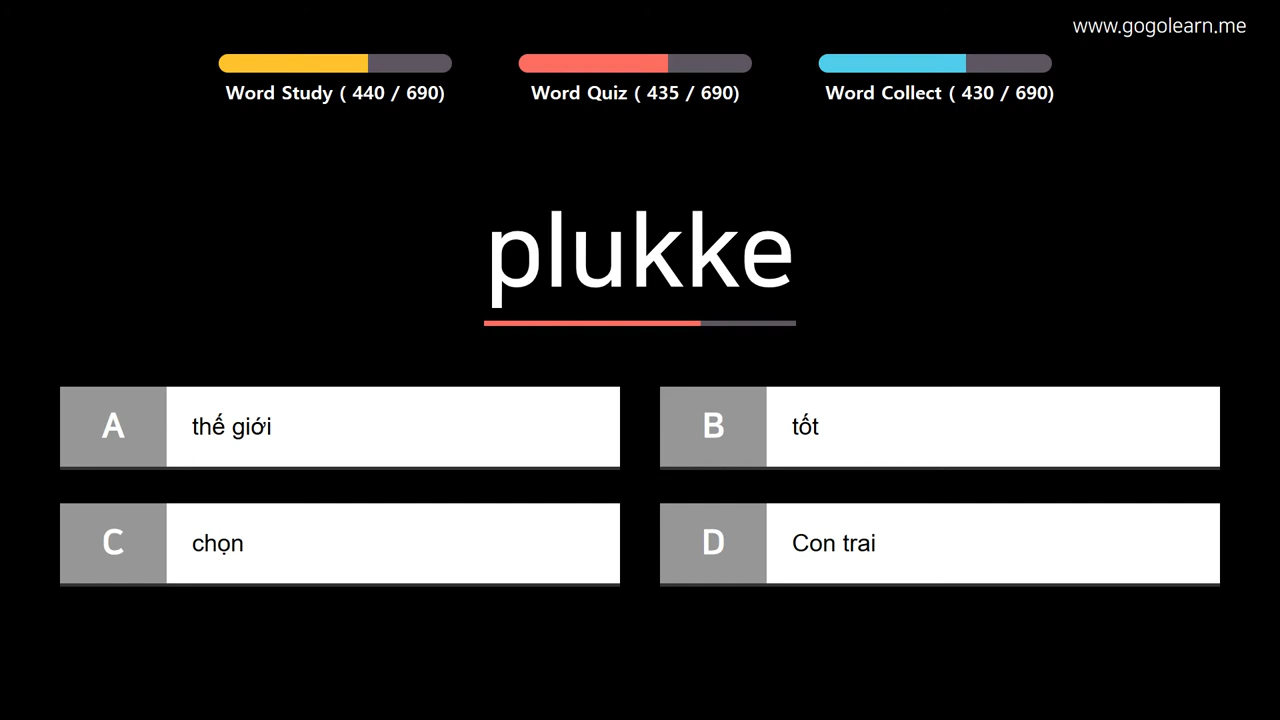 www.gogolearn.me
Word Study ( 440 / 690)
Word Quiz ( 435 / 690)
Word Collect ( 430 / 690)
plukke
A thế giới
B tốt
C chọn
D Con trai